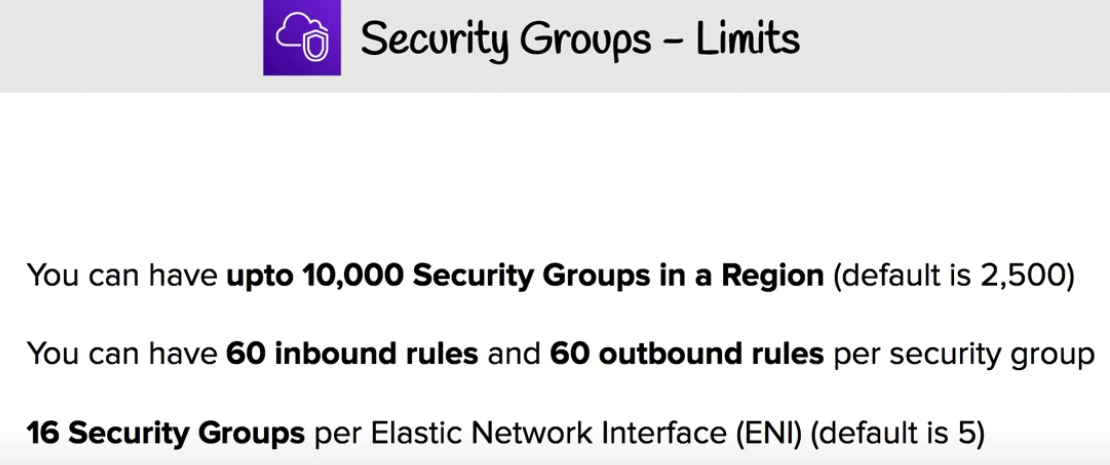 Security Groups – Limits
You can have upto 10,000 Security Groups in a Region (default is 2,500)
You can have 60 inbound rules and 60 outbound rules per security group
16 Security Groups per Elastic Network Interface (ENI) (default is 5)